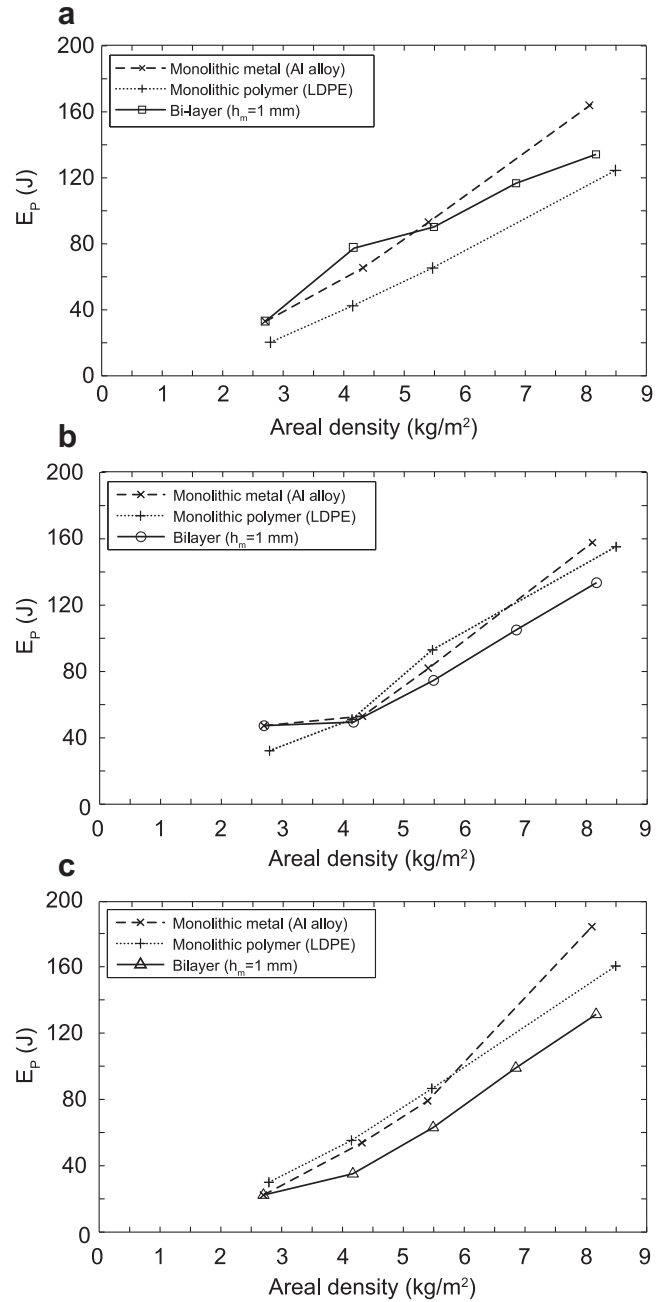 a
200
160
120
80
40
0
E_P (J)
Monolithic metal (Al alloy)
Monolithic polymer (LDPE)
Bi-layer (h_m=1 mm)
0 1 2 3 4 5 6 7 8 9
Areal density (kg/m²)
b
200
160
120
80
40
0
E_P (J)
Monolithic metal (Al alloy)
Monolithic polymer (LDPE)
Bilayer (h_m=1 mm)
0 1 2 3 4 5 6 7 8 9
Areal density (kg/m²)
c
200
160
120
80
40
0
E_P (J)
Monolithic metal (Al alloy)
Monolithic polymer (LDPE)
Bilayer (h_m=1 mm)
0 1 2 3 4 5 6 7 8 9
Areal density (kg/m²)